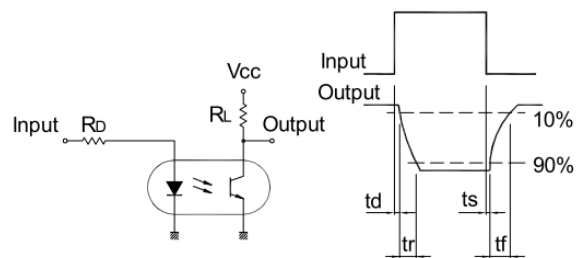 Vcc
RL
Input
RD
Output
Input
Output
10%
90%
td
ts
tr
tf